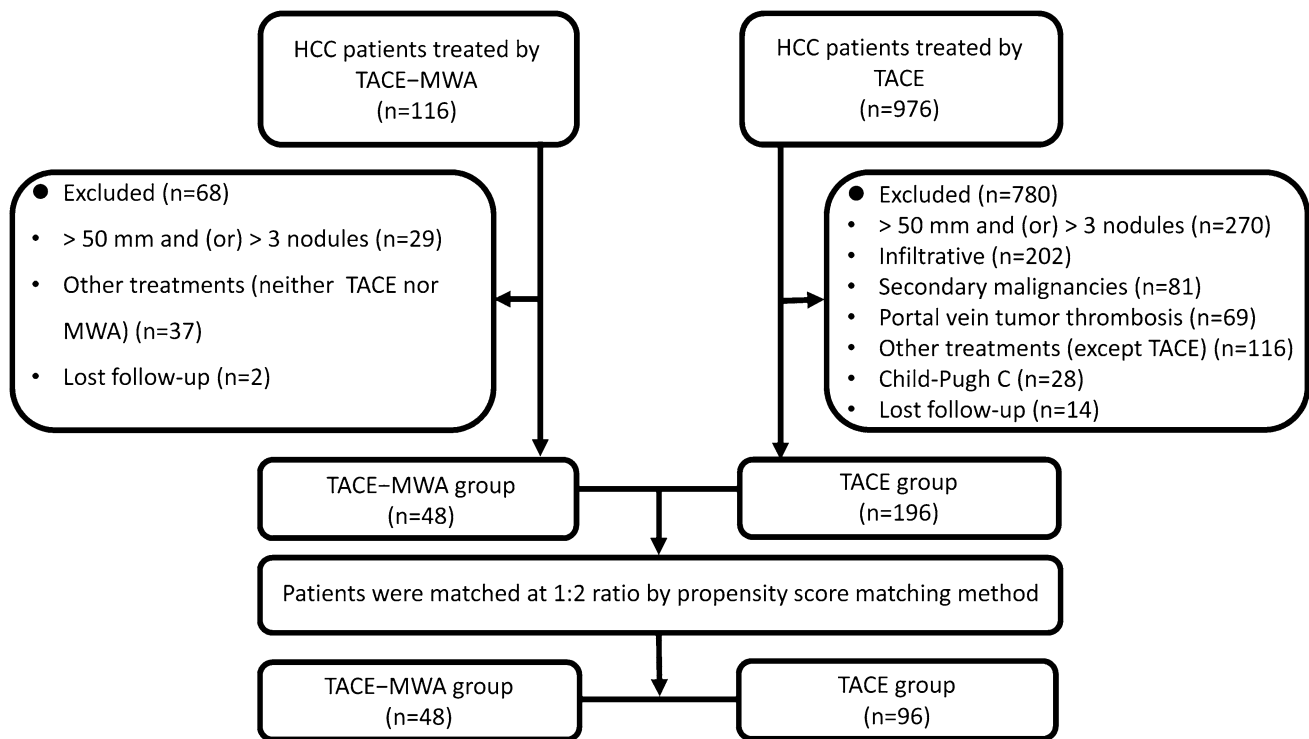 HCC patients treated by
TACE−MWA
(n=116)
HCC patients treated by
TACE
(n=976)
● Excluded (n=68)
• > 50 mm and (or) > 3 nodules (n=29)
• Other treatments (neither TACE nor
MWA) (n=37)
• Lost follow-up (n=2)
● Excluded (n=780)
• > 50 mm and (or) > 3 nodules (n=270)
• Infiltrative (n=202)
• Secondary malignancies (n=81)
• Portal vein tumor thrombosis (n=69)
• Other treatments (except TACE) (n=116)
• Child-Pugh C (n=28)
• Lost follow-up (n=14)
TACE−MWA group
(n=48)
TACE group
(n=196)
Patients were matched at 1:2 ratio by propensity score matching method
TACE−MWA group
(n=48)
TACE group
(n=96)